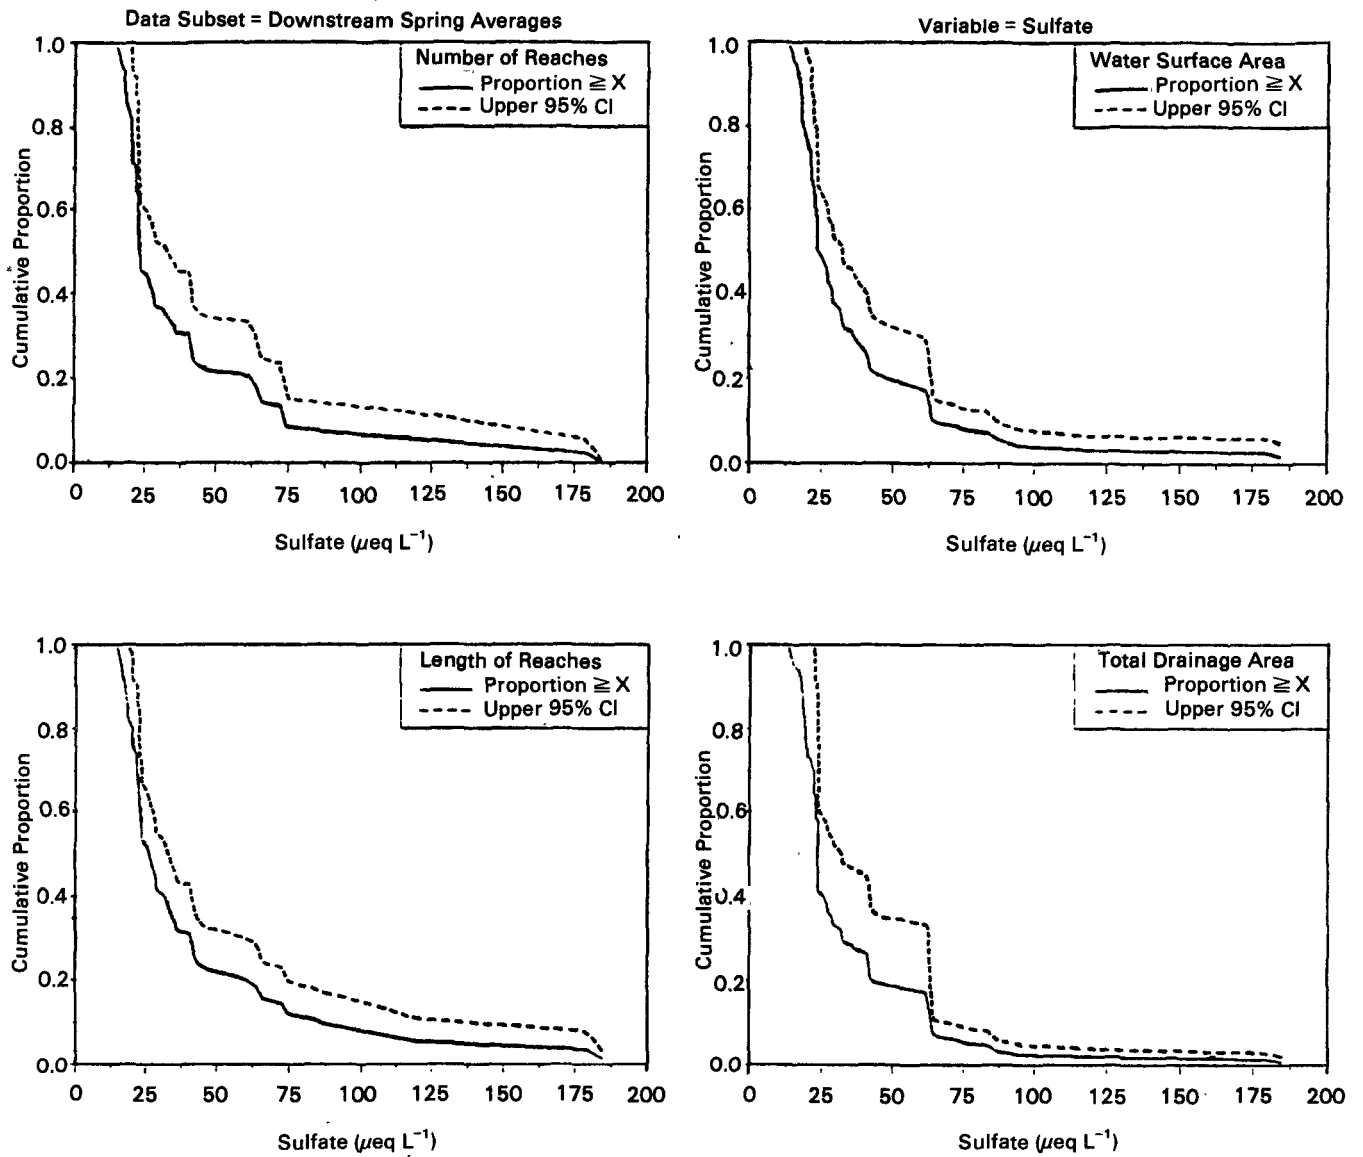 Data Subset = Downstream Spring Averages
Variable = Sulfate
Number of Reaches
Proportion ≧ X
Upper 95% CI
1.0
0.8
0.6
0.4
0.2
0.0
Cumulative Proportion
0 25 50 75 100 125 150 175 200
Sulfate (μeq L⁻¹)
Water Surface Area
Proportion ≧ X
Upper 95% CI
1.0
0.8
0.6
0.4
0.2
0.0
Cumulative Proportion
0 25 50 75 100 125 150 175 200
Sulfate (μeq L⁻¹)
Length of Reaches
Proportion ≧ X
Upper 95% CI
1.0
0.8
0.6
0.4
0.2
0.0
Cumulative Proportion
0 25 50 75 100 125 150 175 200
Sulfate (μeq L⁻¹)
Total Drainage Area
Proportion ≧ X
Upper 95% CI
1.0
0.8
0.6
0.4
0.2
0.0
Cumulative Proportion
0 25 50 75 100 125 150 175 200
Sulfate (μeq L⁻¹)